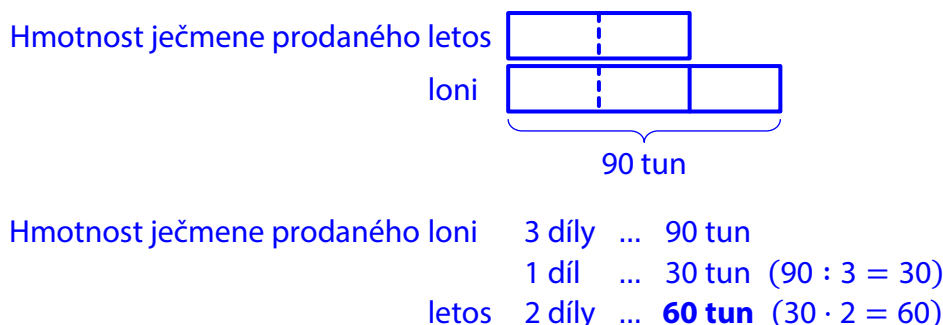 Hmotnost ječmene prodaného letos
loni
90 tun
Hmotnost ječmene prodaného loni 3 díly ... 90 tun
1 díl ... 30 tun (90 : 3 = 30)
letos 2 díly ... 60 tun (30 · 2 = 60)